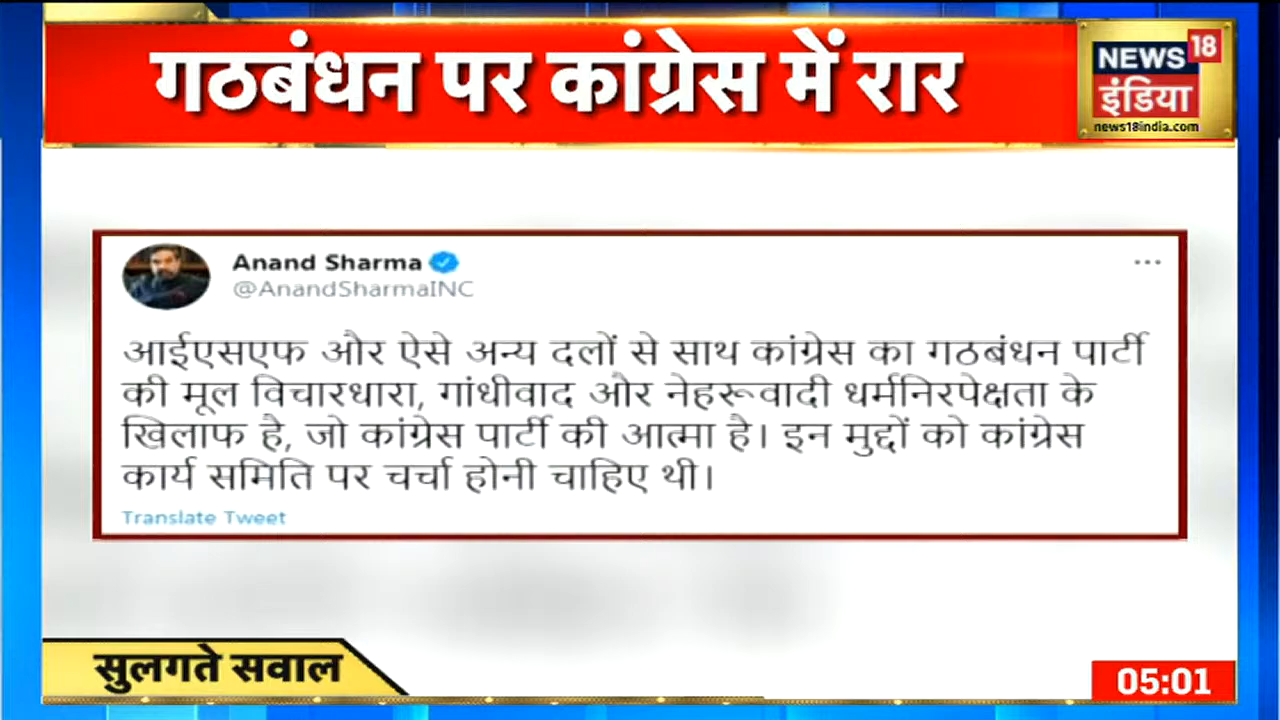 गठबंधन पर कांग्रेस में रार
NEWS 18
इंडिया
news18india.com
Anand Sharma
@AnandSharmaINC
आईएसएफ और ऐसे अन्य दलों से साथ कांग्रेस का गठबंधन पार्टी
की मूल विचारधारा, गांधीवाद और नेहरूवादी धर्मनिरपेक्षता के
खिलाफ है, जो कांग्रेस पार्टी की आत्मा है। इन मुद्दों को कांग्रेस
कार्य समिति पर चर्चा होनी चाहिए थी।
Translate Tweet
सुलगते सवाल
05:01